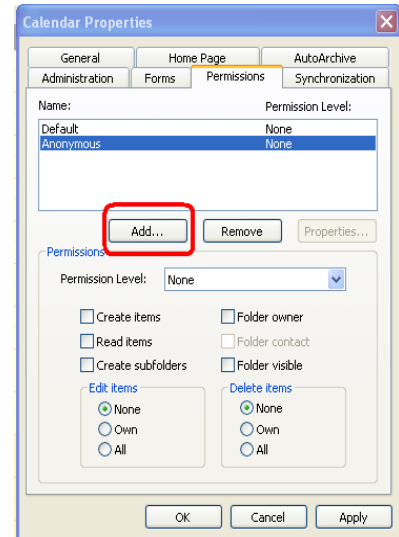 Calendar Properties
General Home Page AutoArchive
Administration Forms Permissions Synchronization
Name: Permission Level:
Default None
Anonymous None
Add... Remove Properties...
Permissions
Permission Level: None
Create items Folder owner
Read items Folder contact
Create subfolders Folder visible
Edit items Delete items
None None
Own Own
All All
OK Cancel Apply